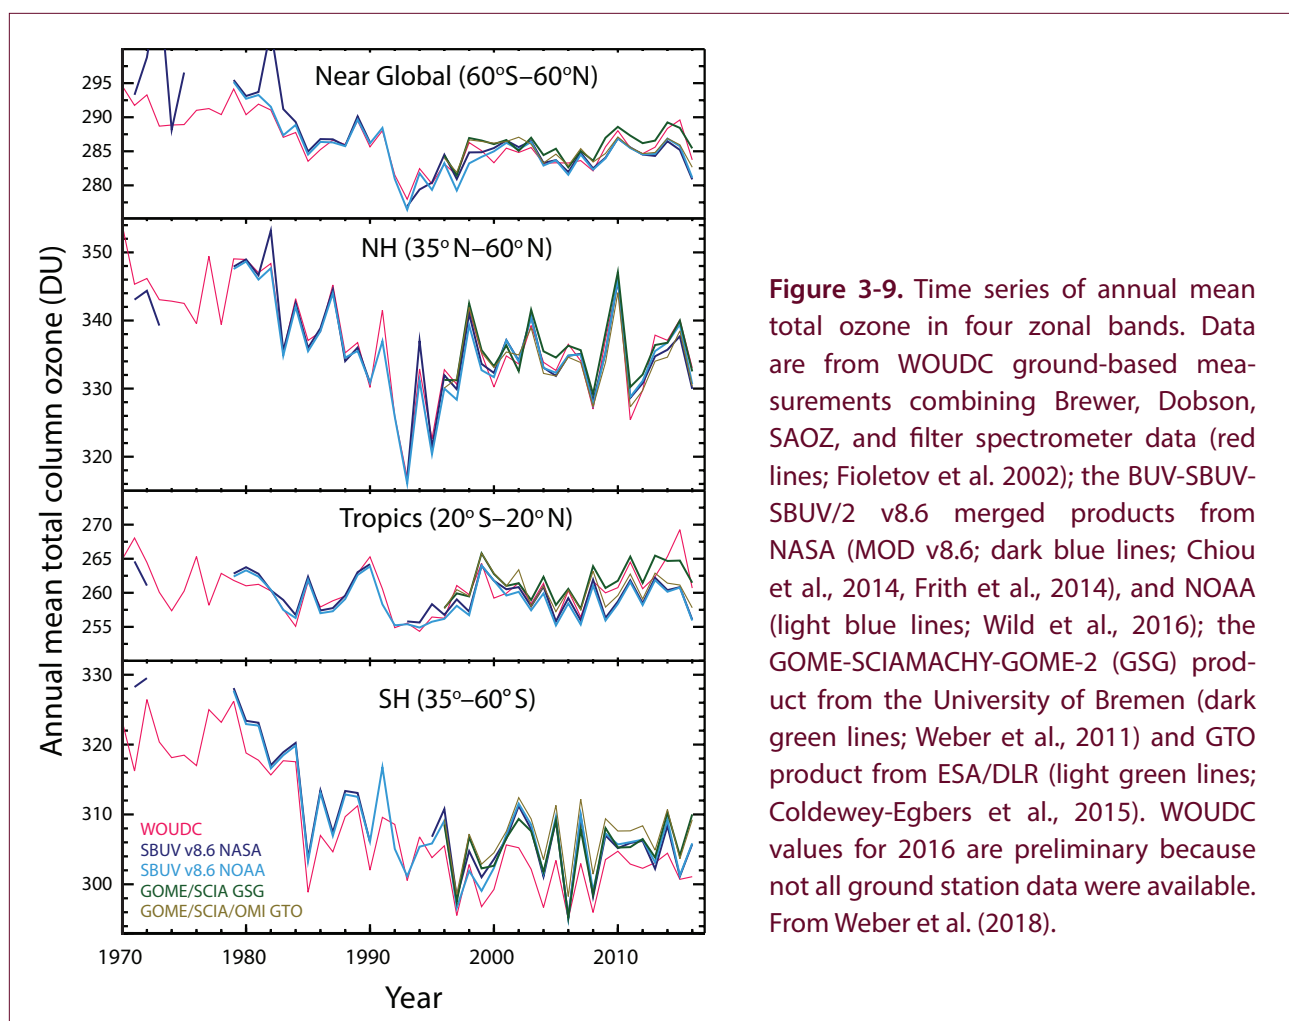 Annual mean total column ozone (DU)
Near Global (60°S–60°N)
295
290
285
280
NH (35° N–60° N)
350
340
330
320
Tropics (20° S–20° N)
270
265
260
255
SH (35°–60° S)
330
320
310
300
WOUDC
SBUV v8.6 NASA
SBUV v8.6 NOAA
GOME/SCIA GSG
GOME/SCIA/OMI GTO
1970 1980 1990 2000 2010
Year
Figure 3-9. Time series of annual mean
total ozone in four zonal bands. Data
are from WOUDC ground-based mea-
surements combining Brewer, Dobson,
SAOZ, and filter spectrometer data (red
lines; Fioletov et al. 2002); the BUV-SBUV-
SBUV/2 v8.6 merged products from
NASA (MOD v8.6; dark blue lines; Chiou
et al., 2014, Frith et al., 2014), and NOAA
(light blue lines; Wild et al., 2016); the
GOME-SCIAMACHY-GOME-2 (GSG) prod-
uct from the University of Bremen (dark
green lines; Weber et al., 2011) and GTO
product from ESA/DLR (light green lines;
Coldewey-Egbers et al., 2015). WOUDC
values for 2016 are preliminary because
not all ground station data were available.
From Weber et al. (2018).